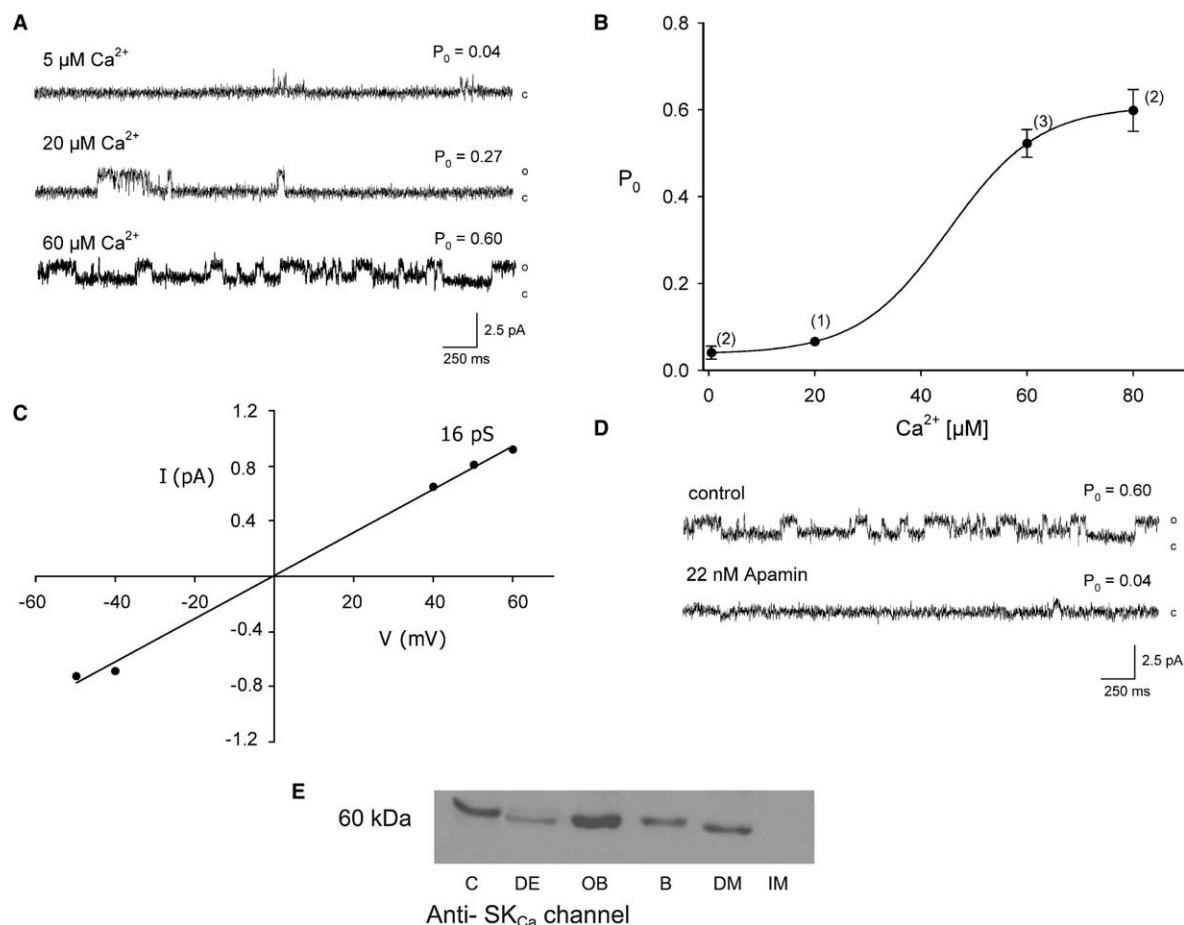 A
5 µM Ca²⁺
P₀ = 0.04
c
20 µM Ca²⁺
P₀ = 0.27
o
c
60 µM Ca²⁺
P₀ = 0.60
o
c
2.5 pA
250 ms
B
0.8
0.6
0.4
0.2
0.0
P₀
(2)
(1)
(3)
(2)
0 20 40 60 80
Ca²⁺ [µM]
C
1.2
16 pS
I (pA)
0.8
0.4
-60 -40 -20 20 40 60
-0.4
V (mV)
-0.8
-1.2
D
control
P₀ = 0.60
o
c
22 nM Apamin
P₀ = 0.04
c
2.5 pA
250 ms
E
60 kDa
C DE OB B DM IM
Anti- SK_Ca channel